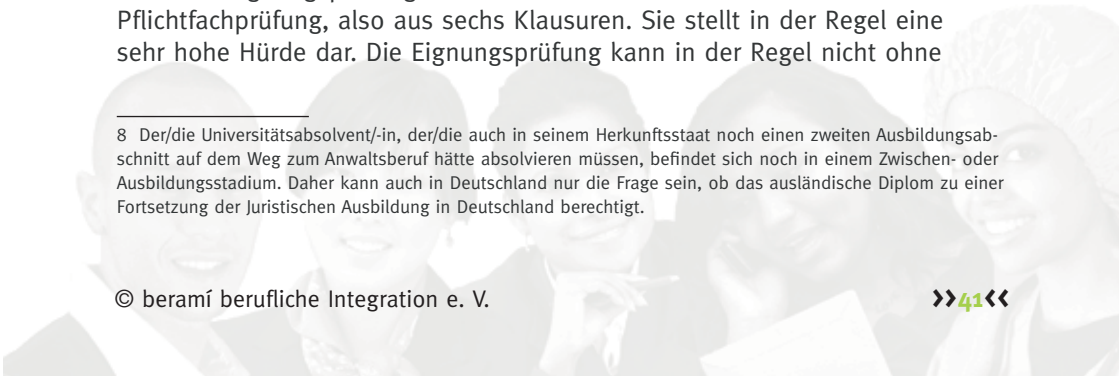 Pflichtfachprüfung, also aus sechs Klausuren. Sie stellt in der Regel eine
sehr hohe Hürde dar. Die Eignungsprüfung kann in der Regel nicht ohne
8 Der/die Universitätsabsolvent/-in, der/die auch in seinem Herkunftsstaat noch einen zweiten Ausbildungsab-
schnitt auf dem Weg zum Anwaltsberuf hätte absolvieren müssen, befindet sich noch in einem Zwischen- oder
Ausbildungsstadium. Daher kann auch in Deutschland nur die Frage sein, ob das ausländische Diplom zu einer
Fortsetzung der Juristischen Ausbildung in Deutschland berechtigt.
© beramí berufliche Integration e. V.
>>41<<